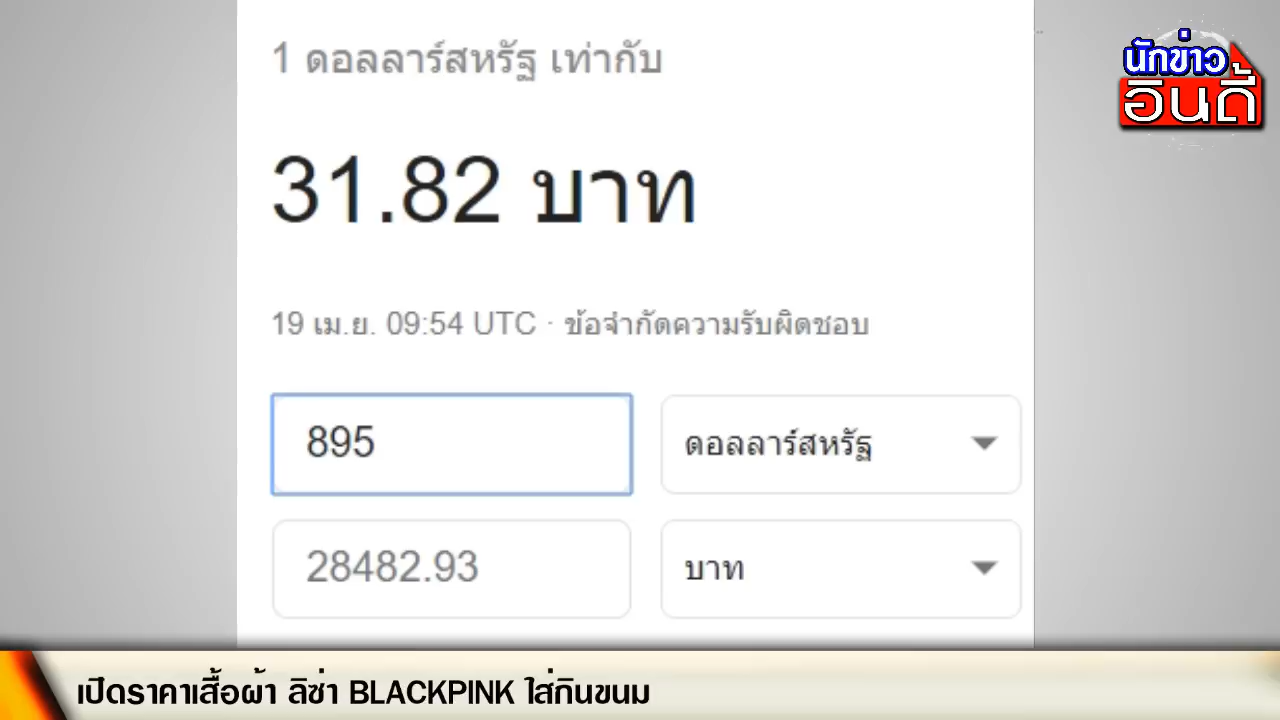 1 ดอลลาร์สหรัฐ เท่ากับ
นักข่าว
อินดี้
31.82 บาท
19 เม.ย. 09:54 UTC · ข้อจำกัดความรับผิดชอบ
895 ดอลลาร์สหรัฐ
28482.93 บาท
เปิดราคาเสื้อผ้า ลิซ่า BLACKPINK ใส่กินขนม